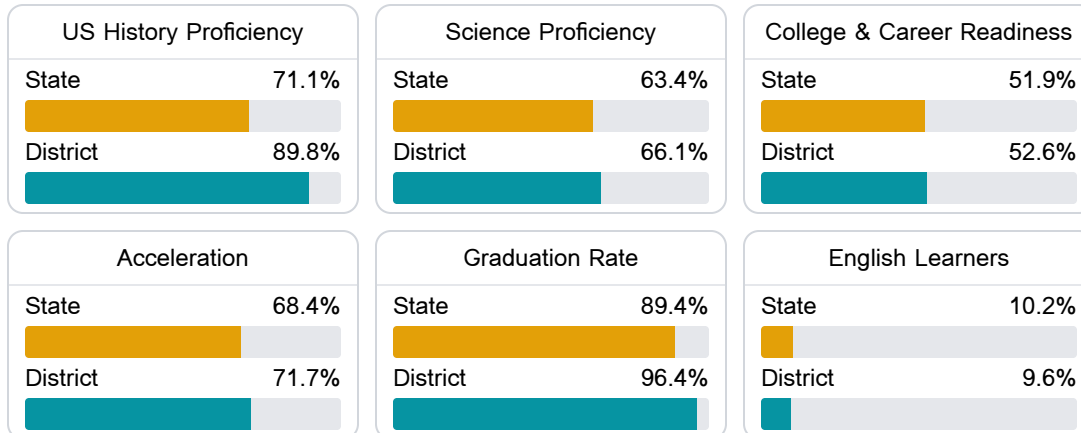 US History Proficiency
State 71.1%
District 89.8%
Science Proficiency
State 63.4%
District 66.1%
College & Career Readiness
State 51.9%
District 52.6%
Acceleration
State 68.4%
District 71.7%
Graduation Rate
State 89.4%
District 96.4%
English Learners
State 10.2%
District 9.6%